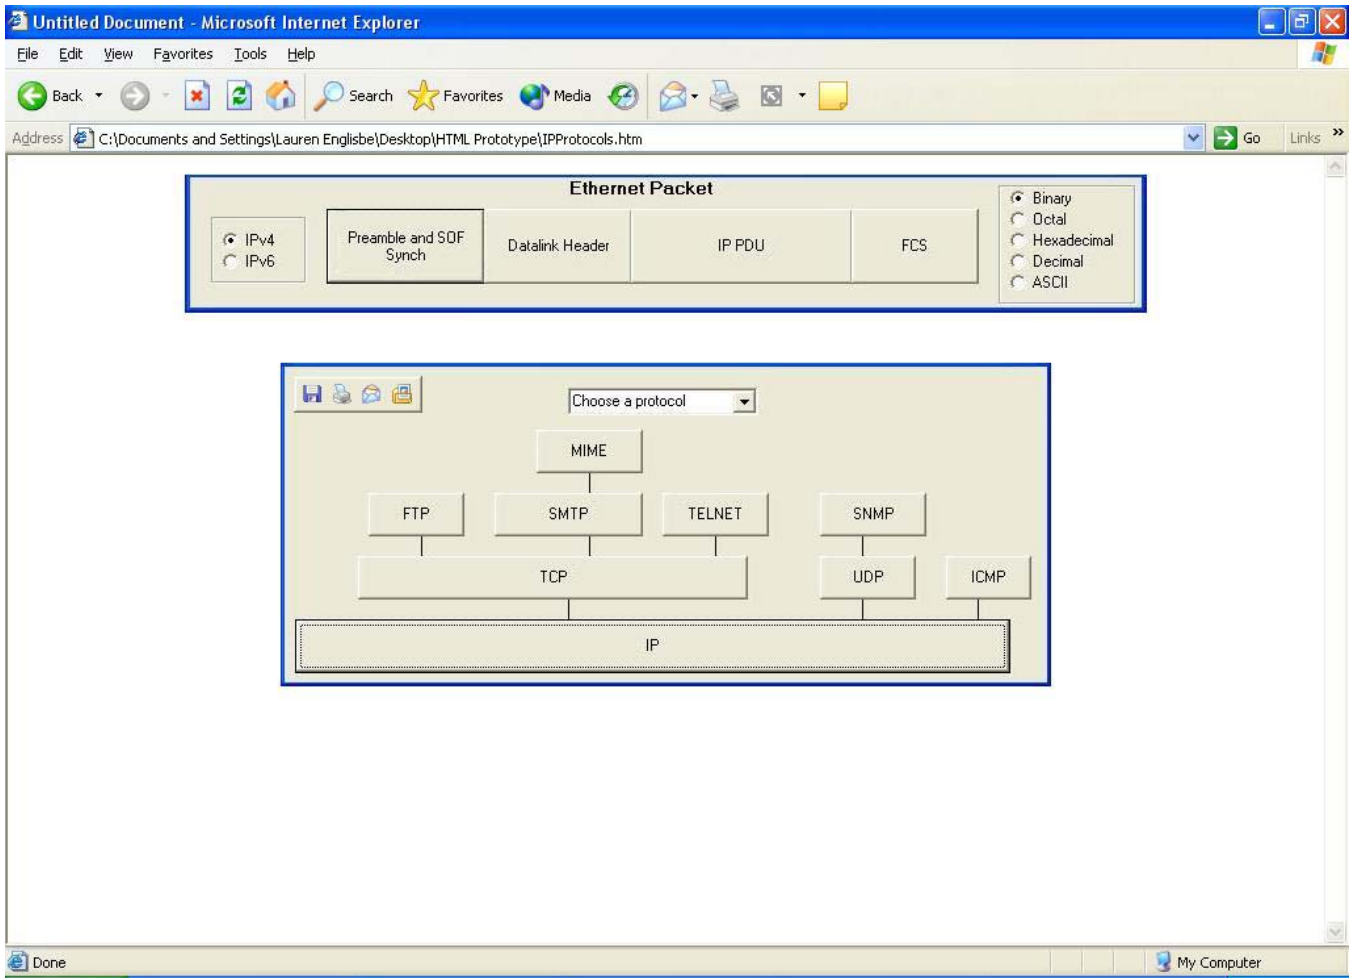 Untitled Document - Microsoft Internet Explorer
File Edit View Favorites Tools Help
Back Search Favorites Media
Address C:\Documents and Settings\Lauren Englisbe\Desktop\HTML Prototype\IPProtocols.htm Go Links »
Ethernet Packet
IPv4
IPv6
Preamble and SOF
Synch
Datalink Header
IP PDU
FCS
Binary
Octal
Hexadecimal
Decimal
ASCII
Choose a protocol
MIME
FTP SMTP TELNET SNMP
TCP UDP ICMP
IP
Done My Computer